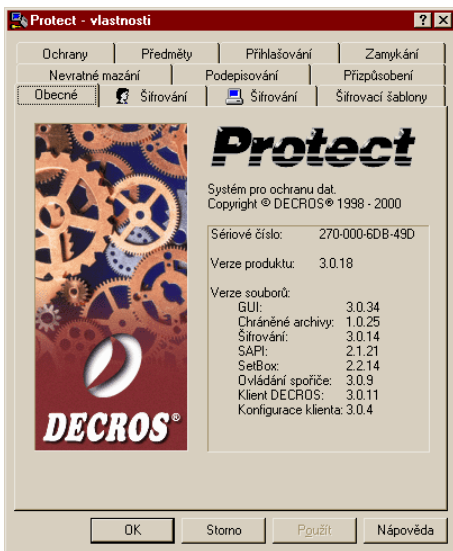 Protect - vlastnosti
Ochrany Předměty Přihlašování Zamykání
Nevratné mazání Podepisování Přizpůsobení
Obecné Šifrování Šifrování Šifrovací šablony
Protect
Systém pro ochranu dat.
Copyright © DECROS® 1998 - 2000
Sériové číslo: 270-000-6DB-49D
Verze produktu: 3.0.18
Verze souborů:
GUI: 3.0.34
Chráněné archivy: 1.0.25
Šifrování: 3.0.14
SAPI: 2.1.21
SetBox: 2.2.14
Ovládání spořiče: 3.0.9
Klient DECROS: 3.0.11
Konfigurace klienta: 3.0.4
DECROS®
OK Storno Použít Nápověda